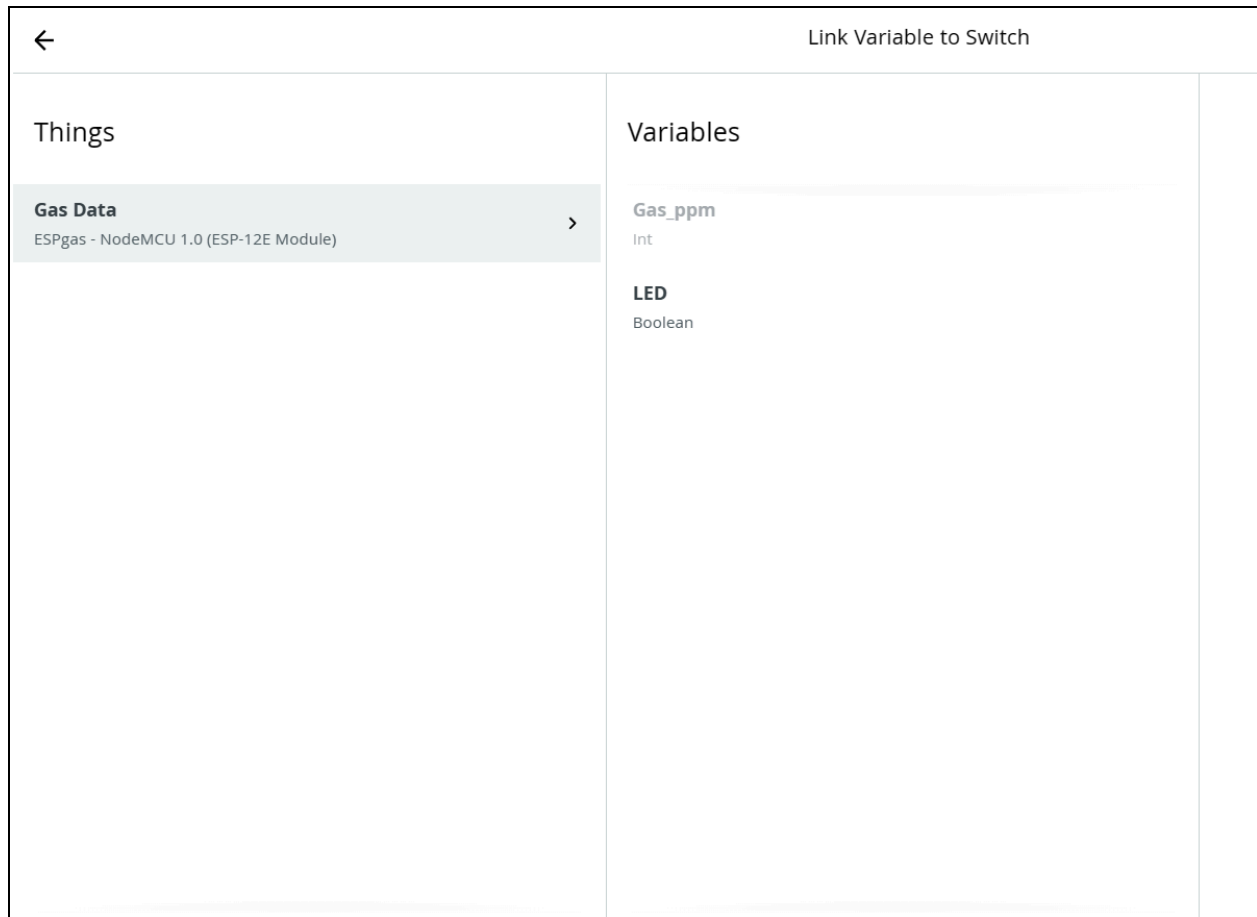 Link Variable to Switch
Things
Variables
Gas Data
ESPgas - NodeMCU 1.0 (ESP-12E Module)
Gas_ppm
Int
LED
Boolean